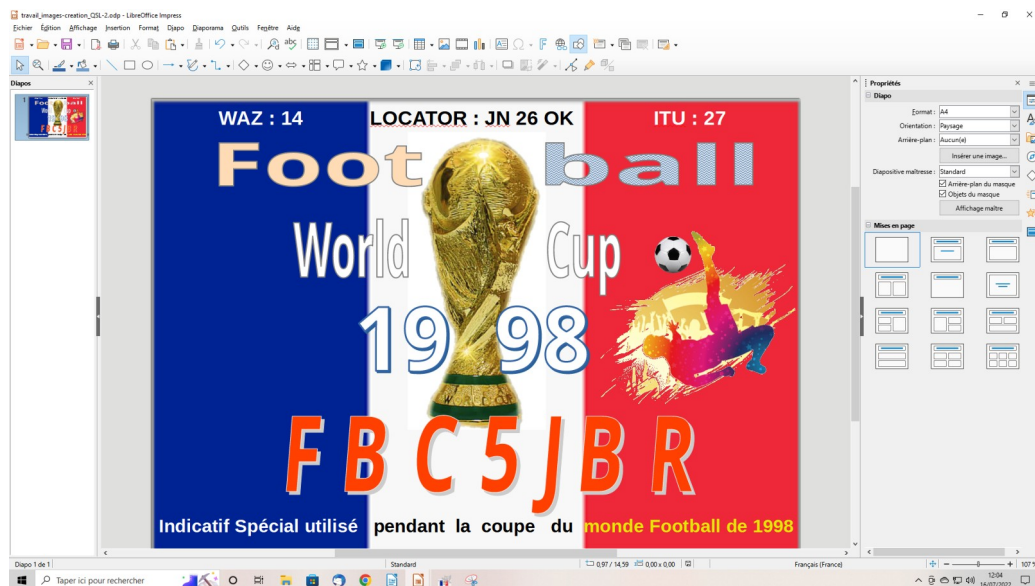 travail_images-creation_QSL-2.odp - LibreOffice Impress
Fichier Édition Affichage Insertion Format Diapo Diaporama Outils Fenêtre Aide
Diapos
1
WAZ : 14 LOCATOR : JN 26 OK ITU : 27
Foot ball
World Cup
19 98
F B C 5 J B R
Indicatif Spécial utilisé pendant la coupe du monde Football de 1998
Propriétés
Diapo
Format : A4
Orientation : Paysage
Arrière-plan : Aucun(e)
Insérer une image...
Diapositive maîtresse : Standard
Arrière-plan du masque
Objets du masque
Affichage maître
Mises en page
Diapo 1 de 1 Standard 0,97 / 14,59 0,00 x 0,00 Français (France)
Taper ici pour rechercher
12:04
14/07/2022